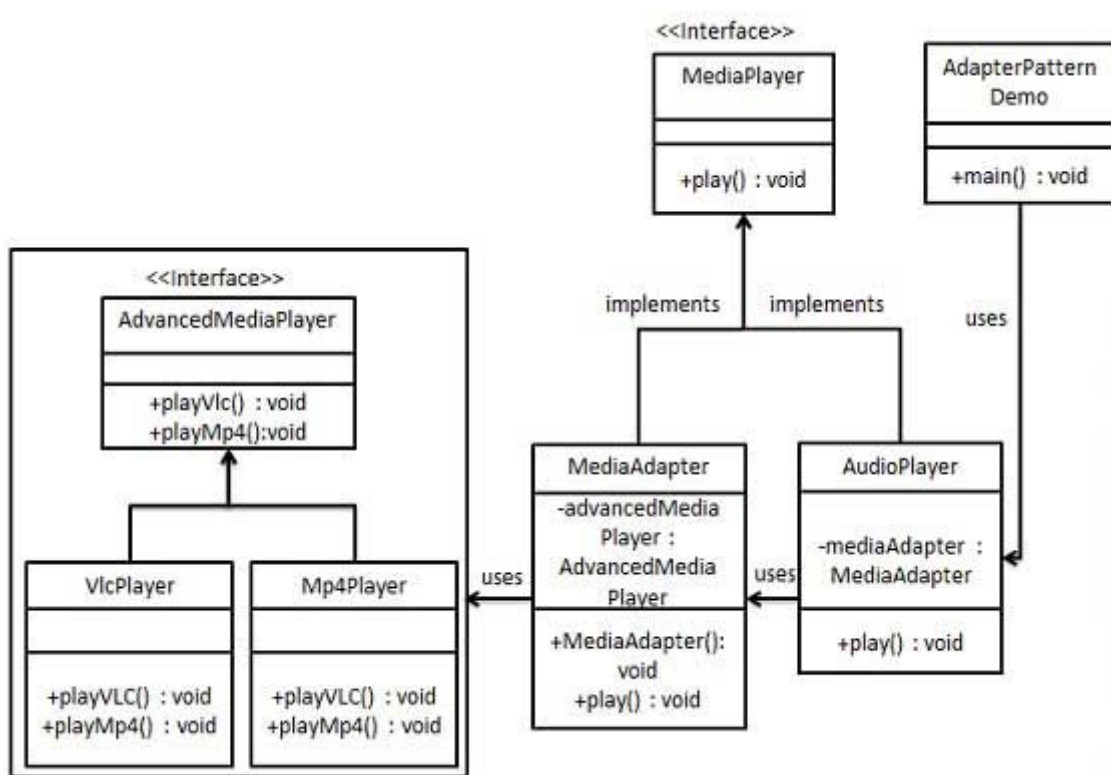 <<Interface>>
MediaPlayer
+play() : void
AdapterPattern
Demo
+main() : void
implements
implements
uses
<<Interface>>
AdvancedMediaPlayer
+playVlc() : void
+playMp4():void
VlcPlayer
+playVLC() : void
+playMp4() : void
Mp4Player
+playVLC() : void
+playMp4() : void
uses
MediaAdapter
-advancedMedia
Player :
AdvancedMedia
Player
+MediaAdapter():
void
+play() : void
uses
AudioPlayer
-mediaAdapter :
MediaAdapter
+play() : void